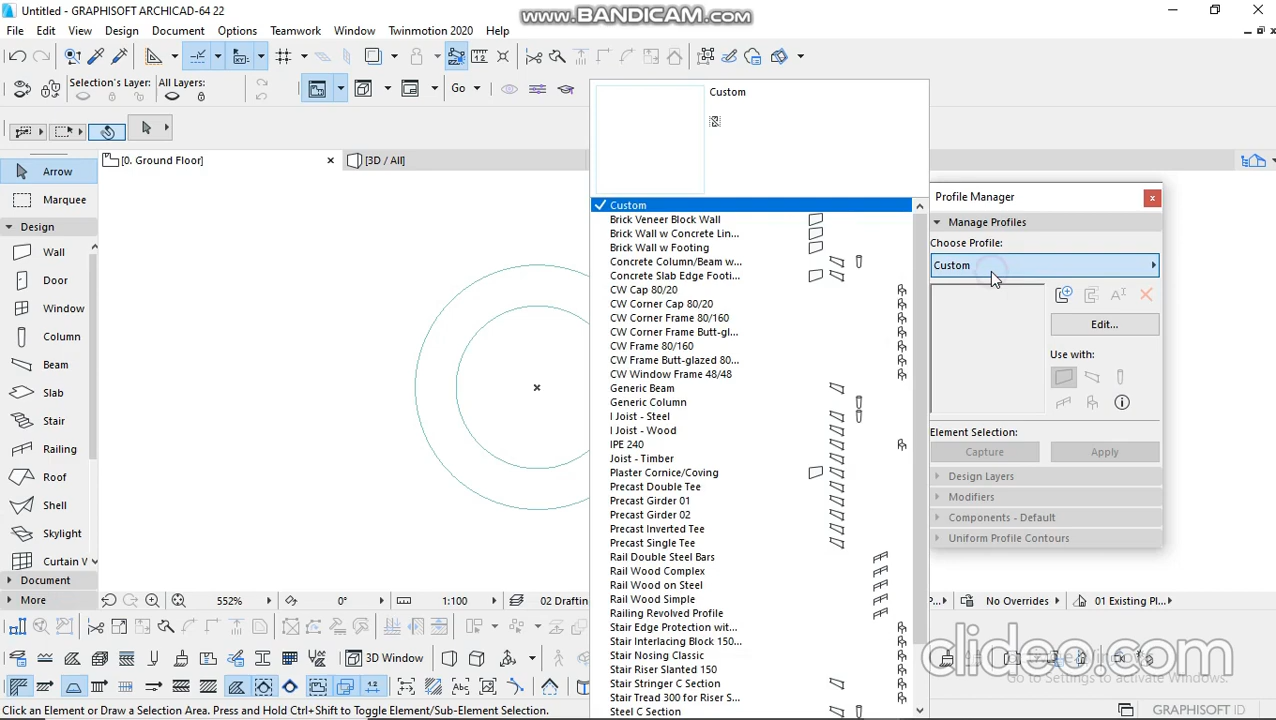 Untitled - GRAPHISOFT ARCHICAD-64 22
www.BANDICAM.com
File Edit View Design Document Options Teamwork Window Twinmotion 2020 Help
Selection's Layer:
All Layers:
Go
[0. Ground Floor]
[3D / All]
Arrow
Marquee
Design
Wall
Door
Window
Column
Beam
Slab
Stair
Railing
Roof
Shell
Skylight
Curtain V
Document
More
Custom
Custom
Brick Veneer Block Wall
Brick Wall w Concrete Lin...
Brick Wall w Footing
Concrete Column/Beam w...
Concrete Slab Edge Footi...
CW Cap 80/20
CW Corner Cap 80/20
CW Corner Frame 80/160
CW Corner Frame Butt-gl...
CW Frame 80/160
CW Frame Butt-glazed 80...
CW Window Frame 48/48
Generic Beam
Generic Column
I Joist - Steel
I Joist - Wood
IPE 240
Joist - Timber
Plaster Cornice/Coving
Precast Double Tee
Precast Girder 01
Precast Girder 02
Precast Inverted Tee
Precast Single Tee
Rail Double Steel Bars
Rail Wood Complex
Rail Wood on Steel
Rail Wood Simple
Railing Revolved Profile
Stair Edge Protection wit...
Stair Interlacing Block 150...
Stair Nosing Classic
Stair Riser Slanted 150
Stair Stringer C Section
Stair Tread 300 for Riser S...
Steel C Section
Profile Manager
Manage Profiles
Choose Profile:
Custom
Edit...
Use with:
Element Selection:
Capture
Apply
Design Layers
Modifiers
Components - Default
Uniform Profile Contours
552%
0°
1:100
02 Draftin
P...
No Overrides
01 Existing Pl...
3D Window
clideo.com
Go to Settings to activate Windows.
Click an Element or Draw a Selection Area. Press and Hold Ctrl+Shift to Toggle Element/Sub-Element Selection.
GRAPHISOFT ID